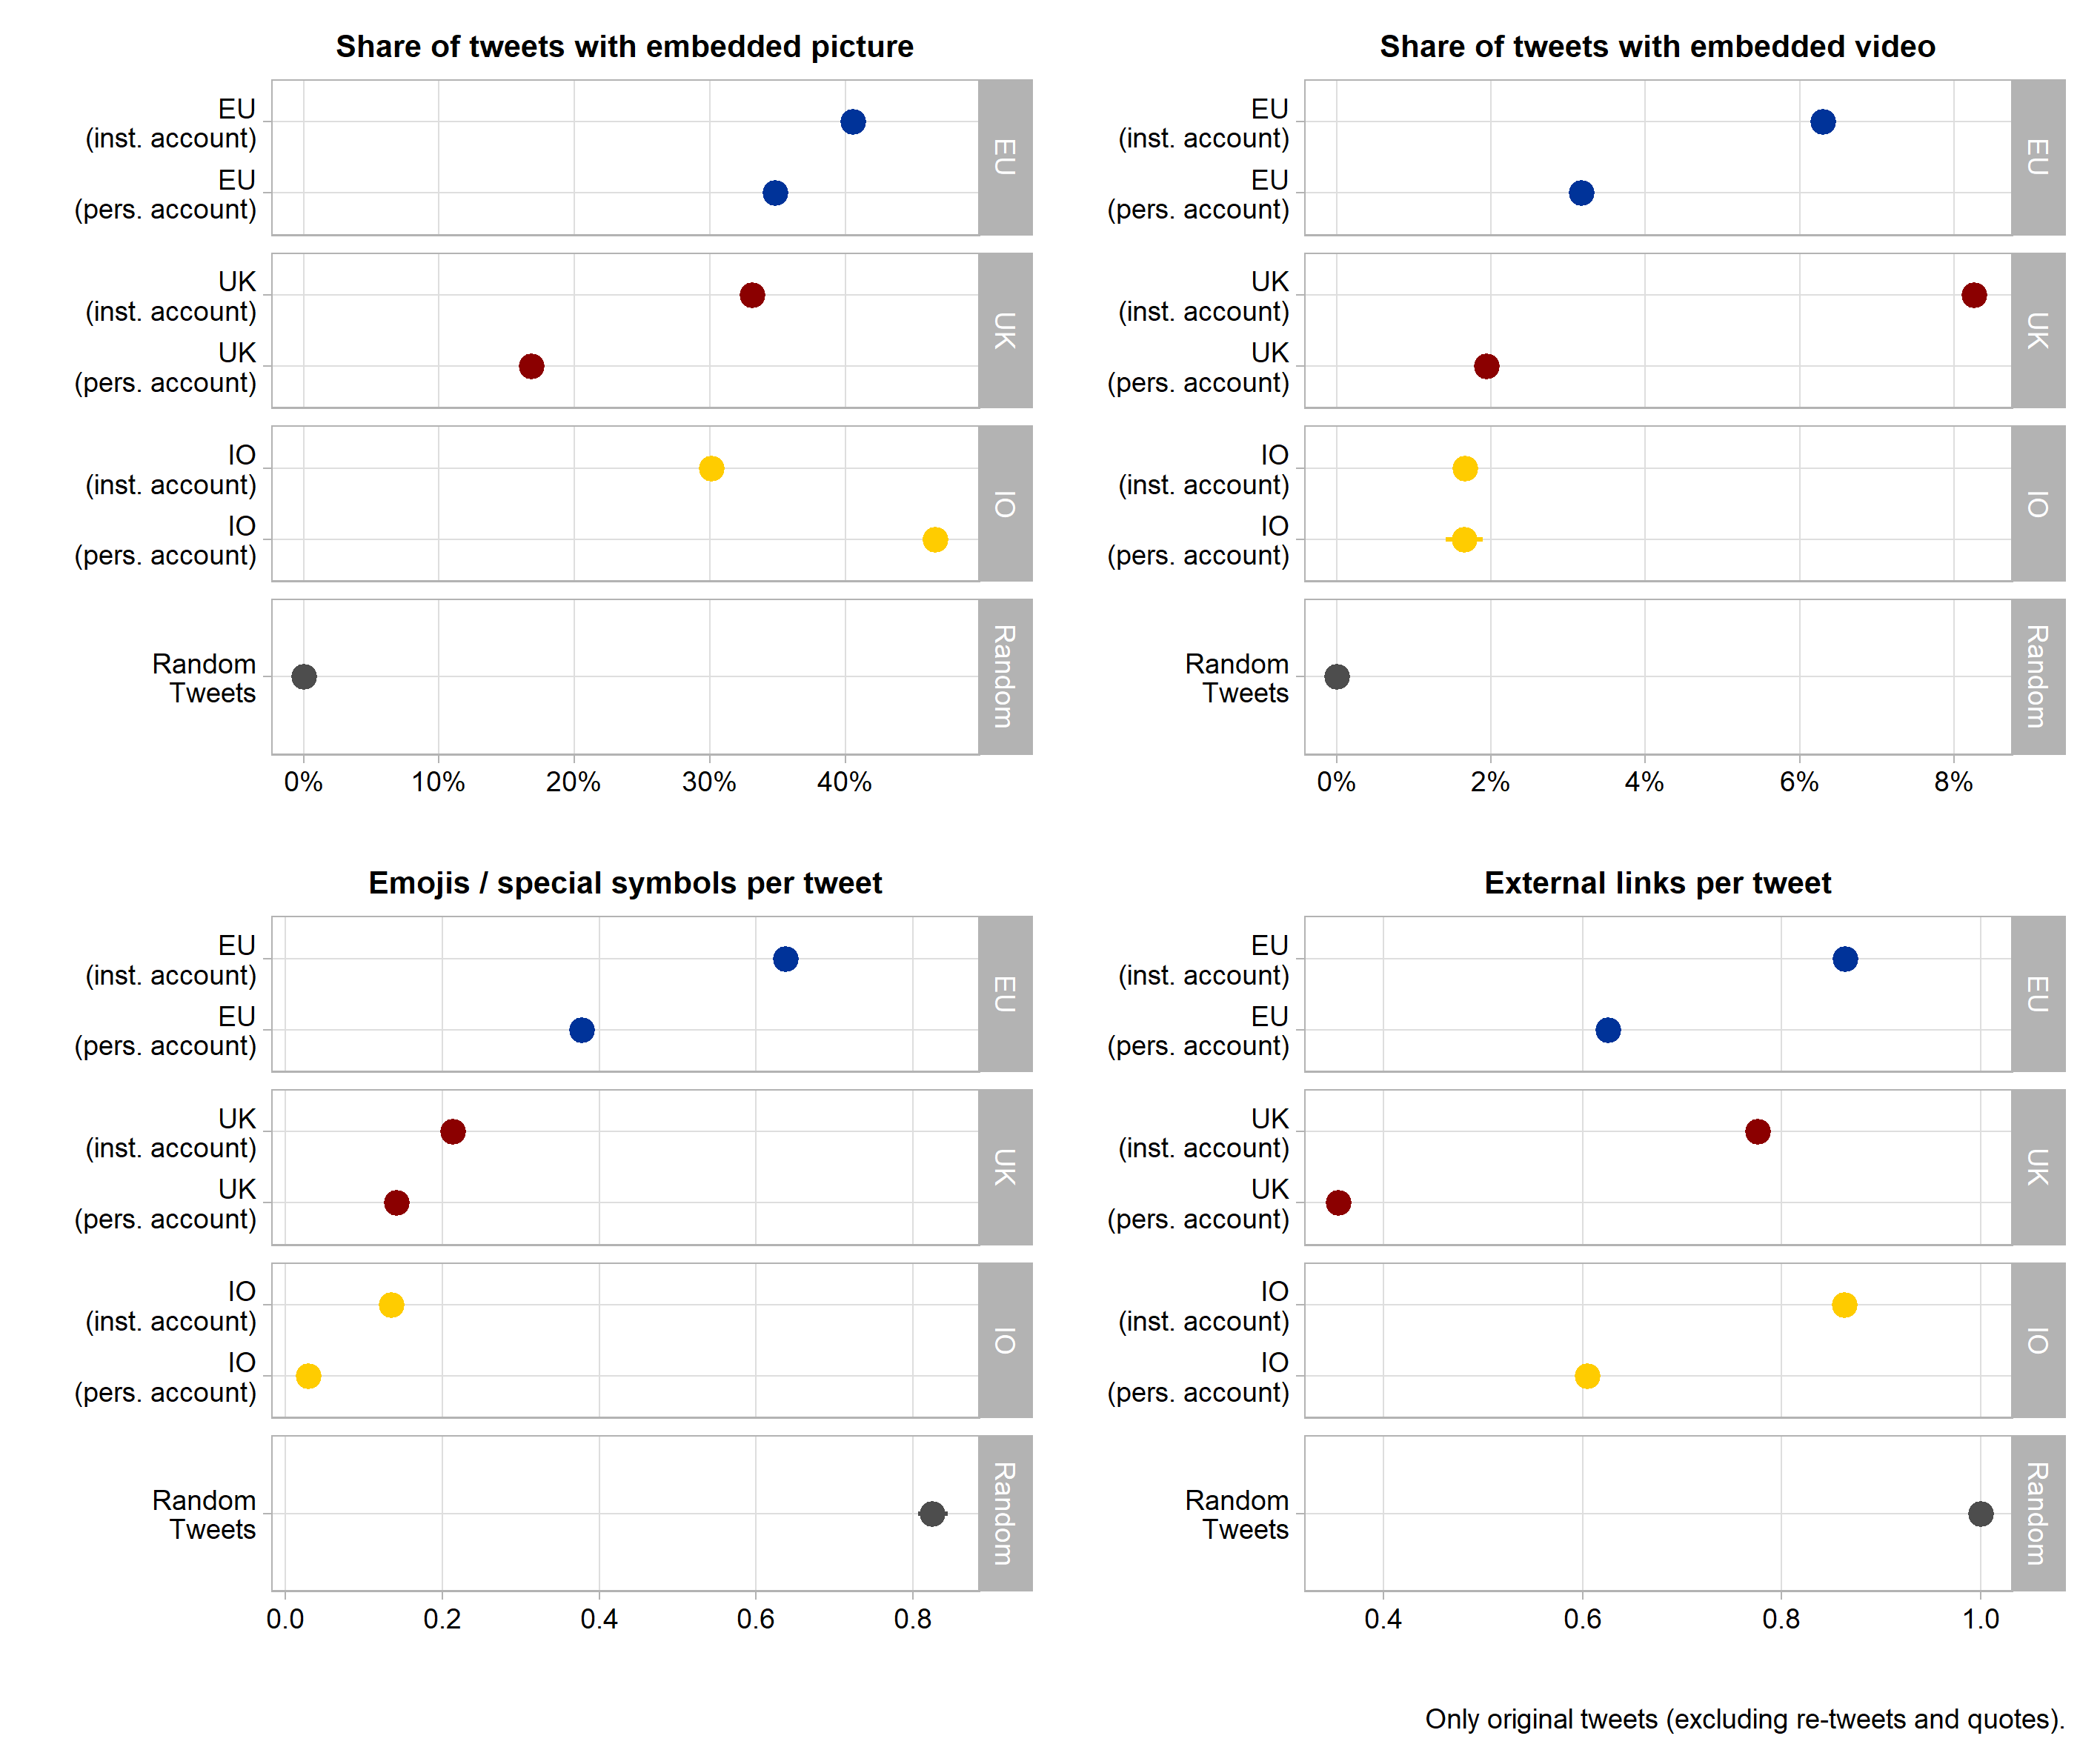 Share of tweets with embedded picture
EU
(inst. account)
EU
(pers. account)
EU
UK
(inst. account)
UK
(pers. account)
UK
IO
(inst. account)
IO
(pers. account)
IO
Random
Tweets
Random
0% 10% 20% 30% 40%
Share of tweets with embedded video
EU
(inst. account)
EU
(pers. account)
EU
UK
(inst. account)
UK
(pers. account)
UK
IO
(inst. account)
IO
(pers. account)
IO
Random
Tweets
Random
0% 2% 4% 6% 8%
Emojis / special symbols per tweet
EU
(inst. account)
EU
(pers. account)
EU
UK
(inst. account)
UK
(pers. account)
UK
IO
(inst. account)
IO
(pers. account)
IO
Random
Tweets
Random
0.0 0.2 0.4 0.6 0.8
External links per tweet
EU
(inst. account)
EU
(pers. account)
EU
UK
(inst. account)
UK
(pers. account)
UK
IO
(inst. account)
IO
(pers. account)
IO
Random
Tweets
Random
0.4 0.6 0.8 1.0
Only original tweets (excluding re-tweets and quotes).